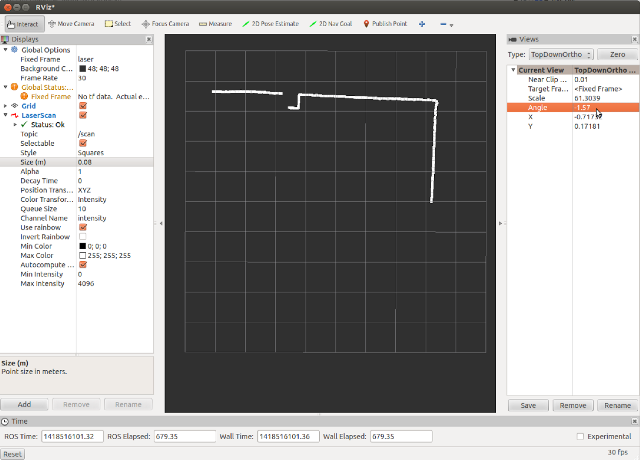 RViz*
Interact Move Camera Select Focus Camera Measure 2D Pose Estimate 2D Nav Goal Publish Point
Displays
Global Options
Fixed Frame laser
Background C... 48; 48; 48
Frame Rate 30
Global Status:...
Fixed Frame No tf data. Actual e...
Grid
LaserScan
Status: Ok
Topic /scan
Selectable
Style Squares
Size (m) 0.08
Alpha 1
Decay Time 0
Position Trans... XYZ
Color Transfor... Intensity
Queue Size 10
Channel Name intensity
Use rainbow
Invert Rainbow
Min Color 0; 0; 0
Max Color 255; 255; 255
Autocompute ...
Min Intensity 0
Max Intensity 4096
Size (m)
Point size in meters.
Add Remove Rename
Views
Type: TopDownOrtho Zero
Current View TopDownOrtho ...
Near Clip ... 0.01
Target Fra... <Fixed Frame>
Scale 61.3039
Angle -1.57
X
Y 0.17181
Save Remove Rename
Time
ROS Time: 1418516101.32 ROS Elapsed: 679.35 Wall Time: 1418516101.36 Wall Elapsed: 679.35 Experimental
Reset 30 fps